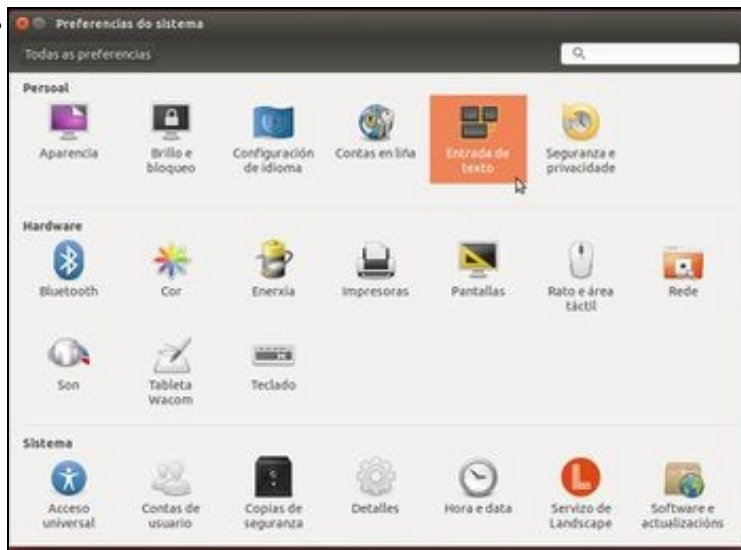 Preferencias do sistema
Todas as preferencias
Persoal
Aparencia
Brillo e
bloqueo
Configuración
de idioma
Contas en liña
Entrada de
texto
Seguranza e
privacidade
Hardware
Bluetooth
Cor
Enerxía
Impresoras
Pantallas
Rato e área
táctil
Rede
Son
Tableta
Wacom
Teclado
Sistema
Acceso
universal
Contas de
usuario
Copias de
seguranza
Detalles
Hora e data
Servizo de
Landscape
Software e
actualizacións